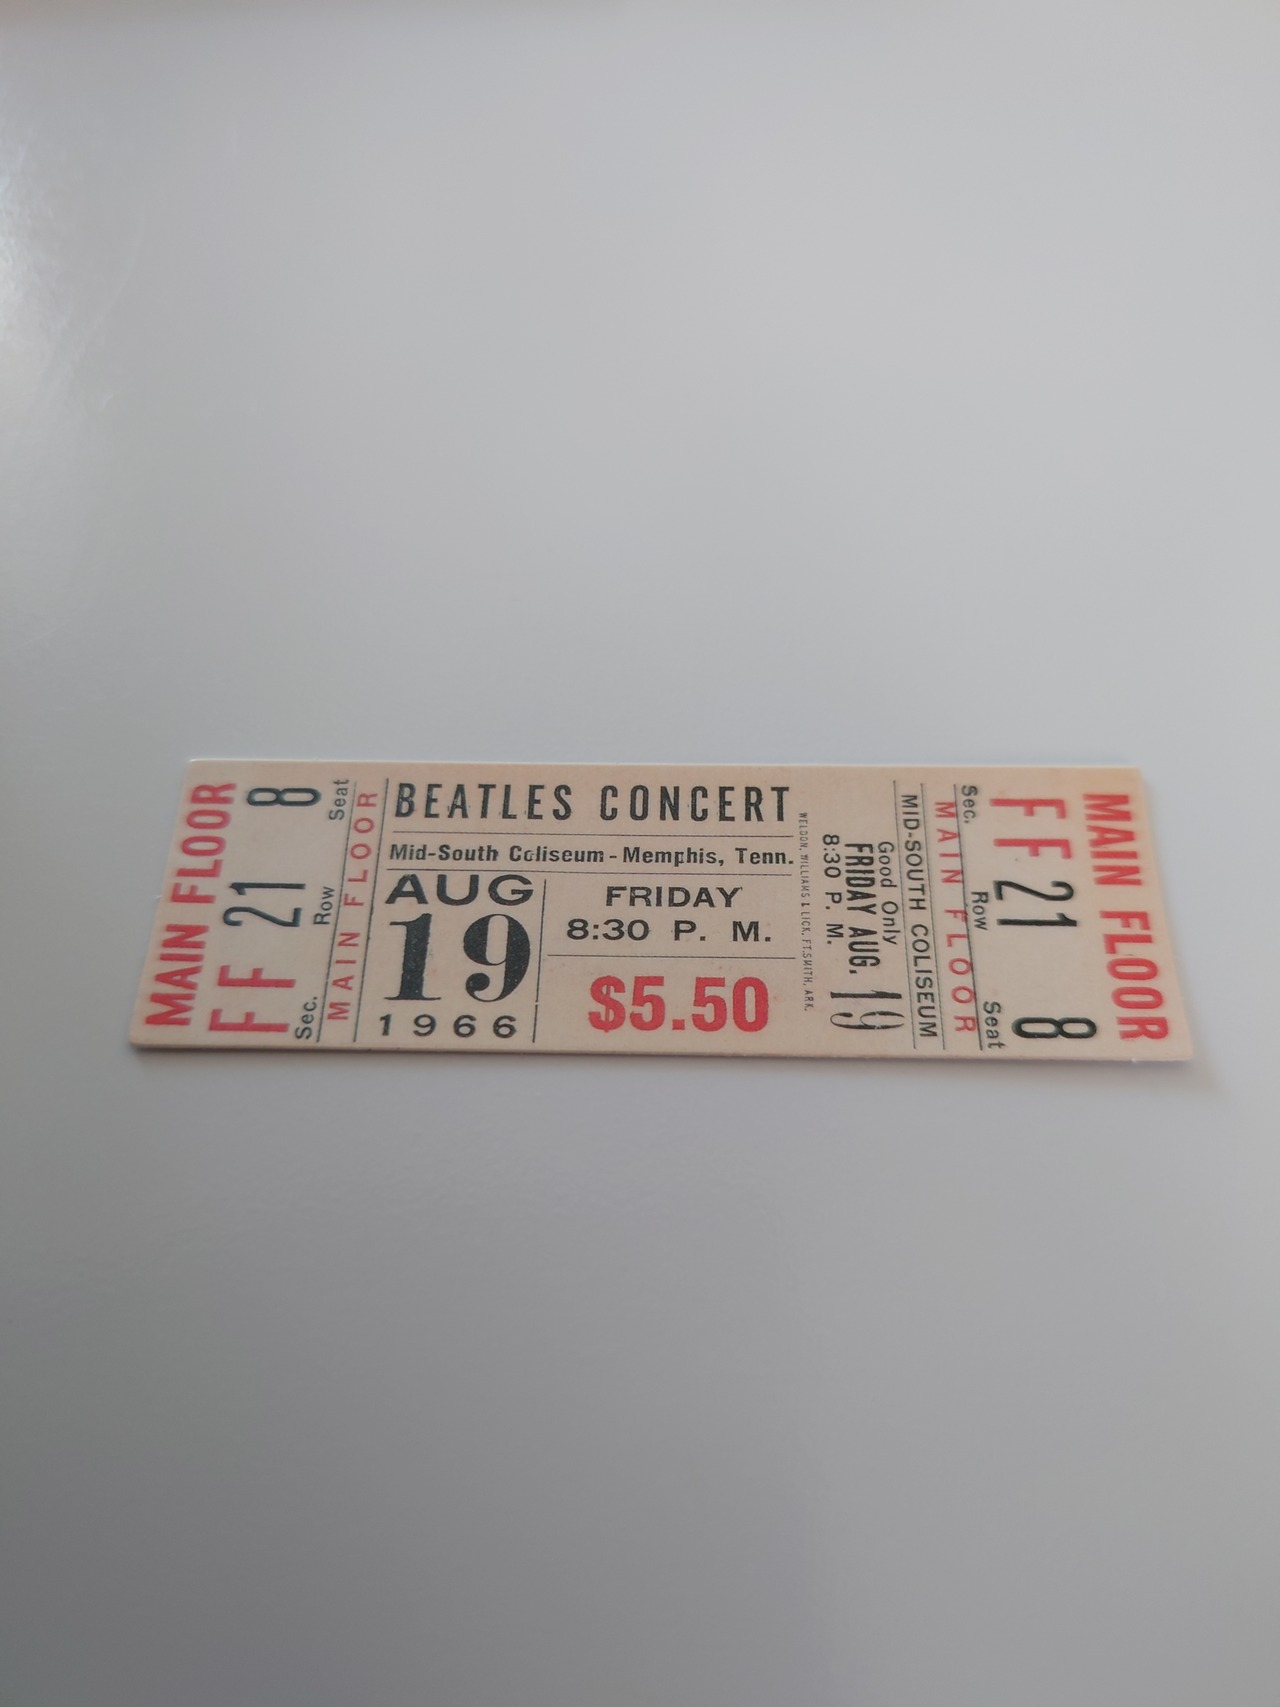 MAIN FLOOR
FF 21 8
Sec. Row Seat
MAIN FLOOR
BEATLES CONCERT
Mid-South Coliseum - Memphis, Tenn.
AUG
19
1966
FRIDAY
8:30 P. M.
$5.50
WELDON, WILLIAMS & LICK, FT. SMITH, ARK.
8:30 P. M.
FRIDAY AUG. 19
Good Only
MID-SOUTH COLISEUM
MAIN FLOOR
Sec. Row Seat
FF 21 8
MAIN FLOOR